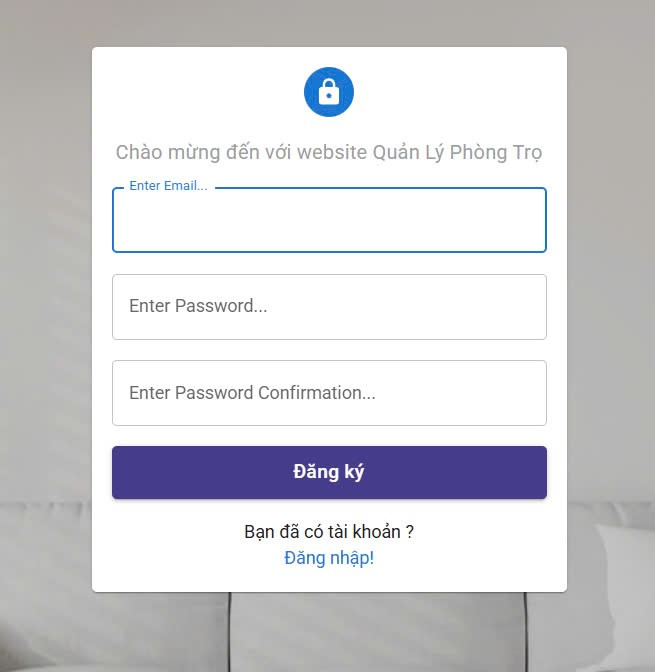 Chào mừng đến với website Quản Lý Phòng Trọ
Enter Email...
Enter Password...
Enter Password Confirmation...
Đăng ký
Bạn đã có tài khoản ?
Đăng nhập!